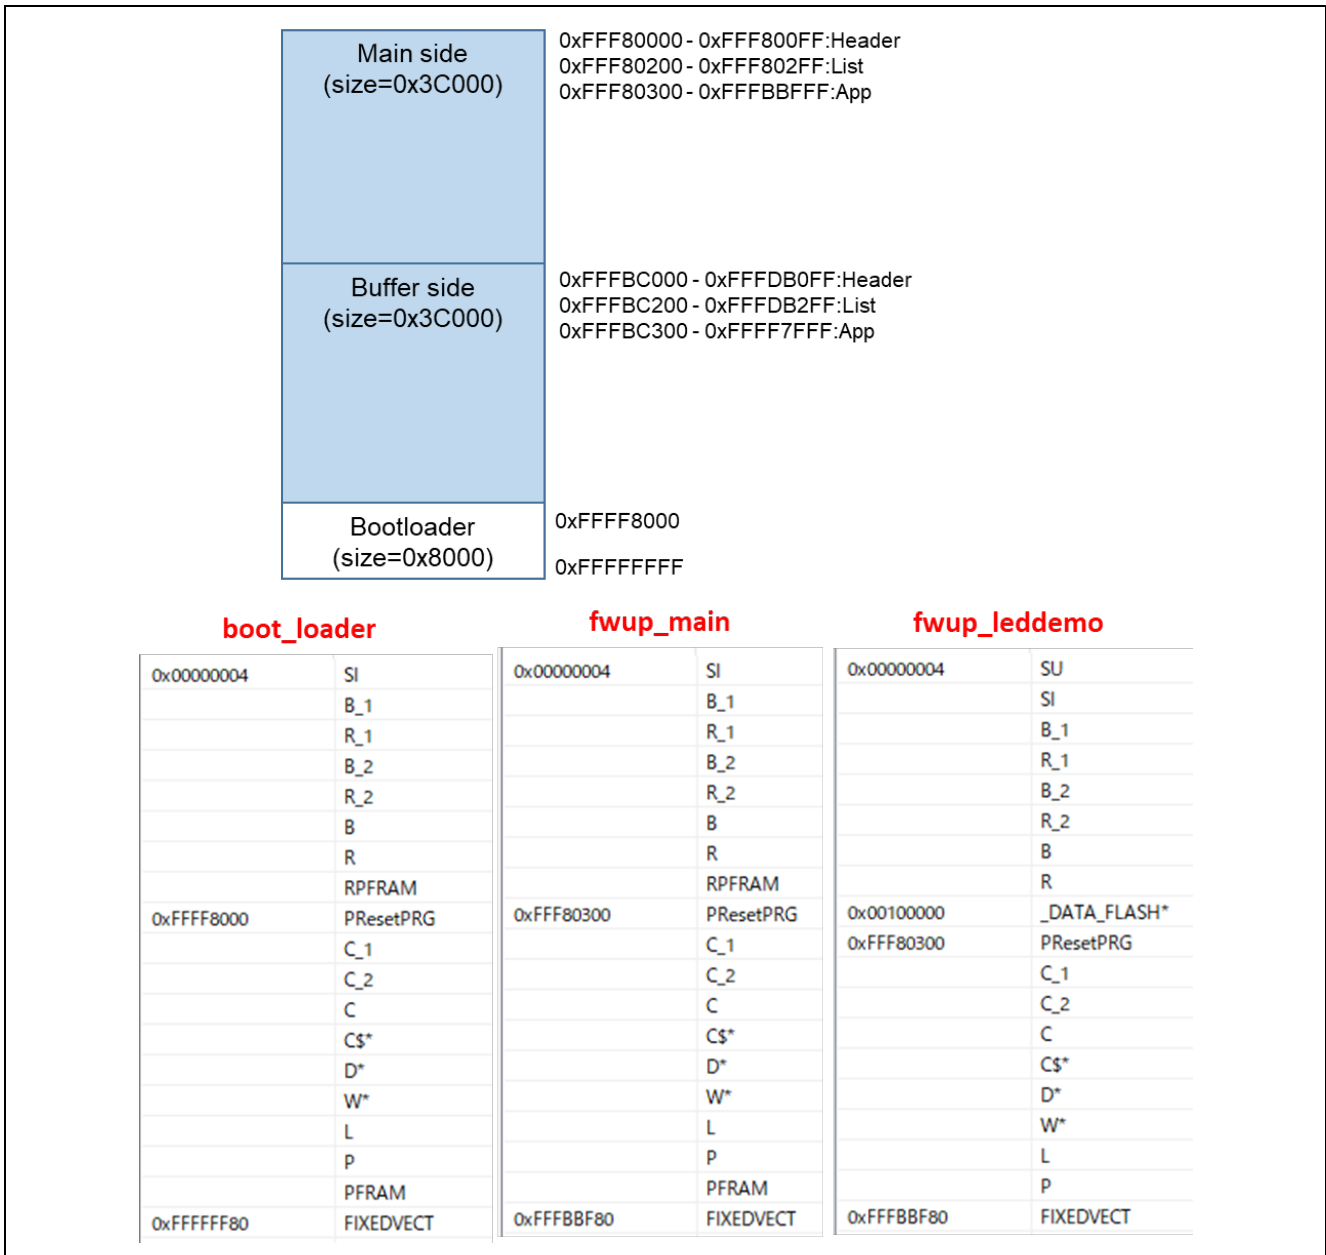 Main side
(size=0x3C000)
0xFFF80000 - 0xFFF800FF:Header
0xFFF80200 - 0xFFF802FF:List
0xFFF80300 - 0xFFFBBFFF:App
Buffer side
(size=0x3C000)
0xFFFBC000 - 0xFFFDB0FF:Header
0xFFFBC200 - 0xFFFDB2FF:List
0xFFFBC300 - 0xFFFF7FFF:App
Bootloader
(size=0x8000)
0xFFFF8000
0xFFFFFFFF
boot_loader
0x00000004 SI
B_1
R_1
B_2
R_2
B
R
RPFRAM
0xFFFF8000 PResetPRG
C_1
C_2
C
C$*
D*
W*
L
P
PFRAM
0xFFFFFF80 FIXEDVECT
fwup_main
0x00000004 SI
B_1
R_1
B_2
R_2
B
R
RPFRAM
0xFFF80300 PResetPRG
C_1
C_2
C
C$*
D*
W*
L
P
PFRAM
0xFFFBBF80 FIXEDVECT
fwup_leddemo
0x00000004 SU
SI
B_1
R_1
B_2
R_2
B
R
0x00100000 _DATA_FLASH*
0xFFF80300 PResetPRG
C_1
C_2
C
C$*
D*
W*
L
P
0xFFFBBF80 FIXEDVECT